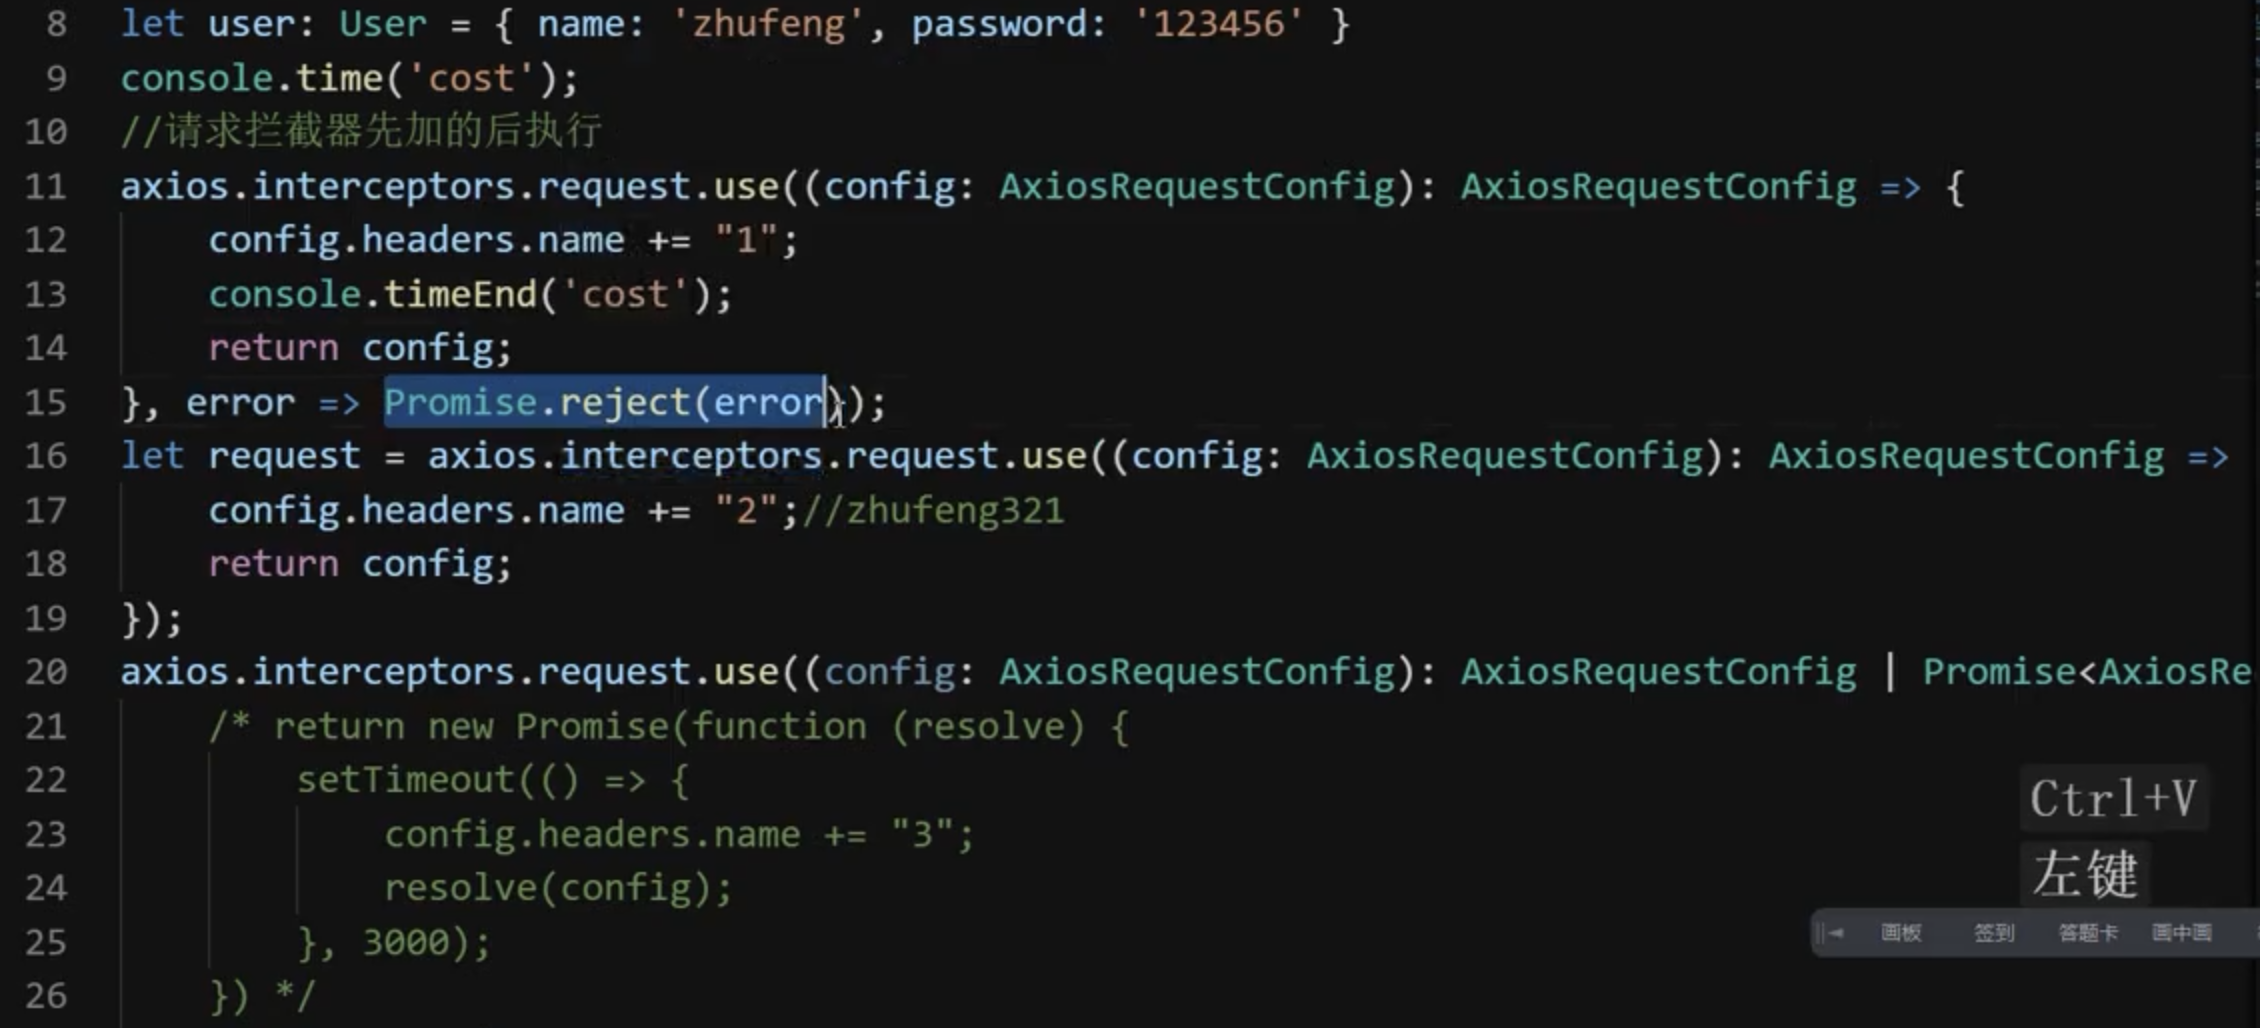 8 let user: User = { name: 'zhufeng', password: '123456' }
9 console.time('cost');
10 //请求拦截器先加的后执行
11 axios.interceptors.request.use((config: AxiosRequestConfig): AxiosRequestConfig => {
12 config.headers.name += "1";
13 console.timeEnd('cost');
14 return config;
15 }, error => Promise.reject(error));
16 let request = axios.interceptors.request.use((config: AxiosRequestConfig): AxiosRequestConfig =>
17 config.headers.name += "2";//zhufeng321
18 return config;
19 });
20 axios.interceptors.request.use((config: AxiosRequestConfig): AxiosRequestConfig | Promise<AxiosRe
21 /* return new Promise(function (resolve) {
22 setTimeout(() => {
23 config.headers.name += "3";
24 resolve(config);
25 }, 3000);
26 }) */
Ctrl+V
左键
画板 签到 答题卡 画中画